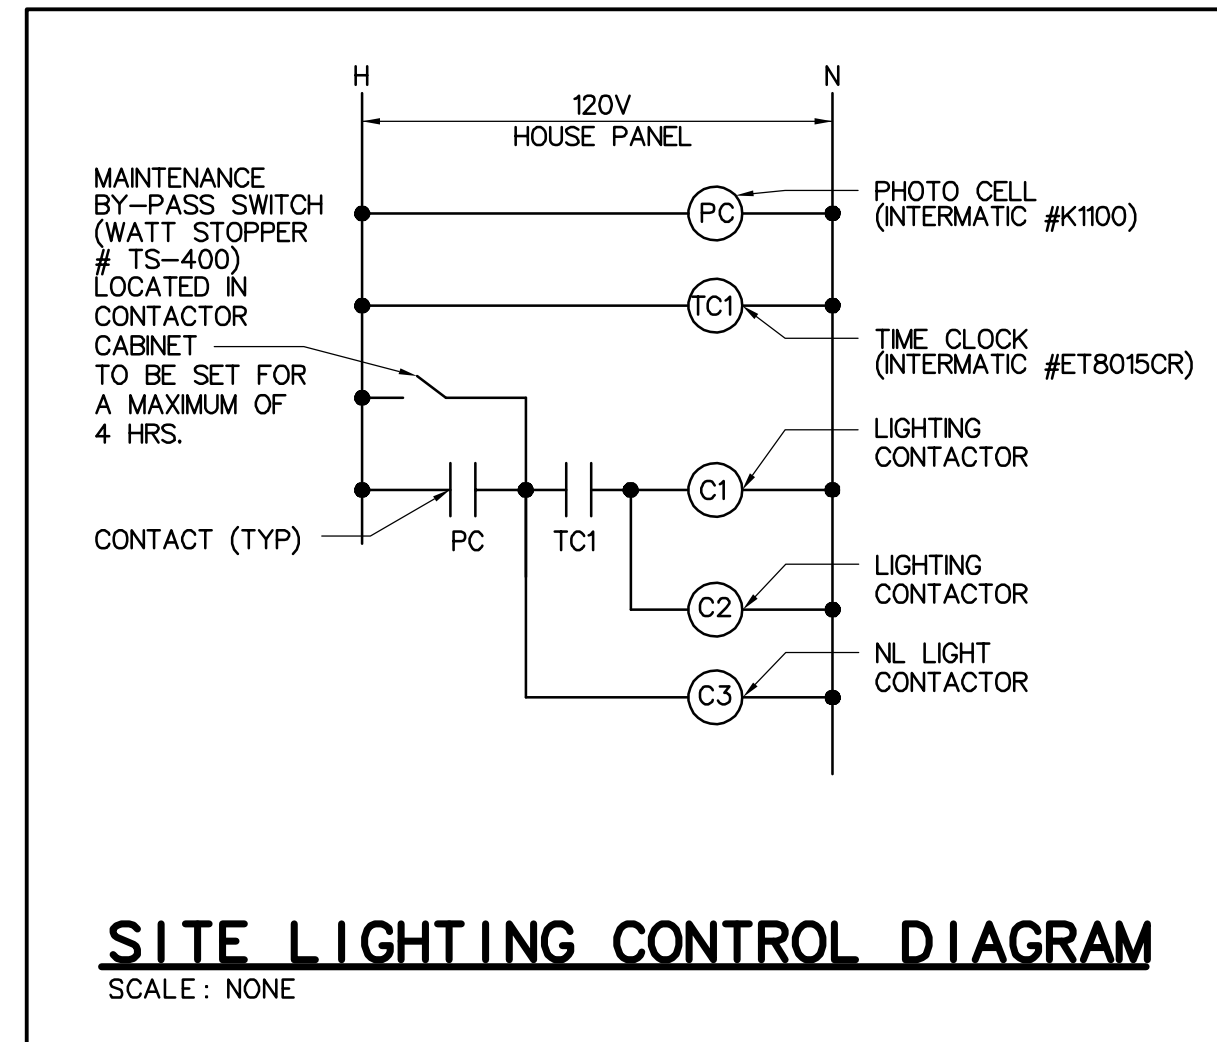 H
N
120V
HOUSE PANEL
MAINTENANCE
BY-PASS SWITCH
(WATT STOPPER
# TS-400)
LOCATED IN
CONTACTOR
CABINET
TO BE SET FOR
A MAXIMUM OF
4 HRS.
PC
PHOTO CELL
(INTERMATIC #K1100)
TC1
TIME CLOCK
(INTERMATIC #ET8015CR)
LIGHTING
CONTACTOR
C1
CONTACT (TYP)
PC
TC1
LIGHTING
CONTACTOR
C2
NL LIGHT
CONTACTOR
C3
SITE LIGHTING CONTROL DIAGRAM
SCALE: NONE